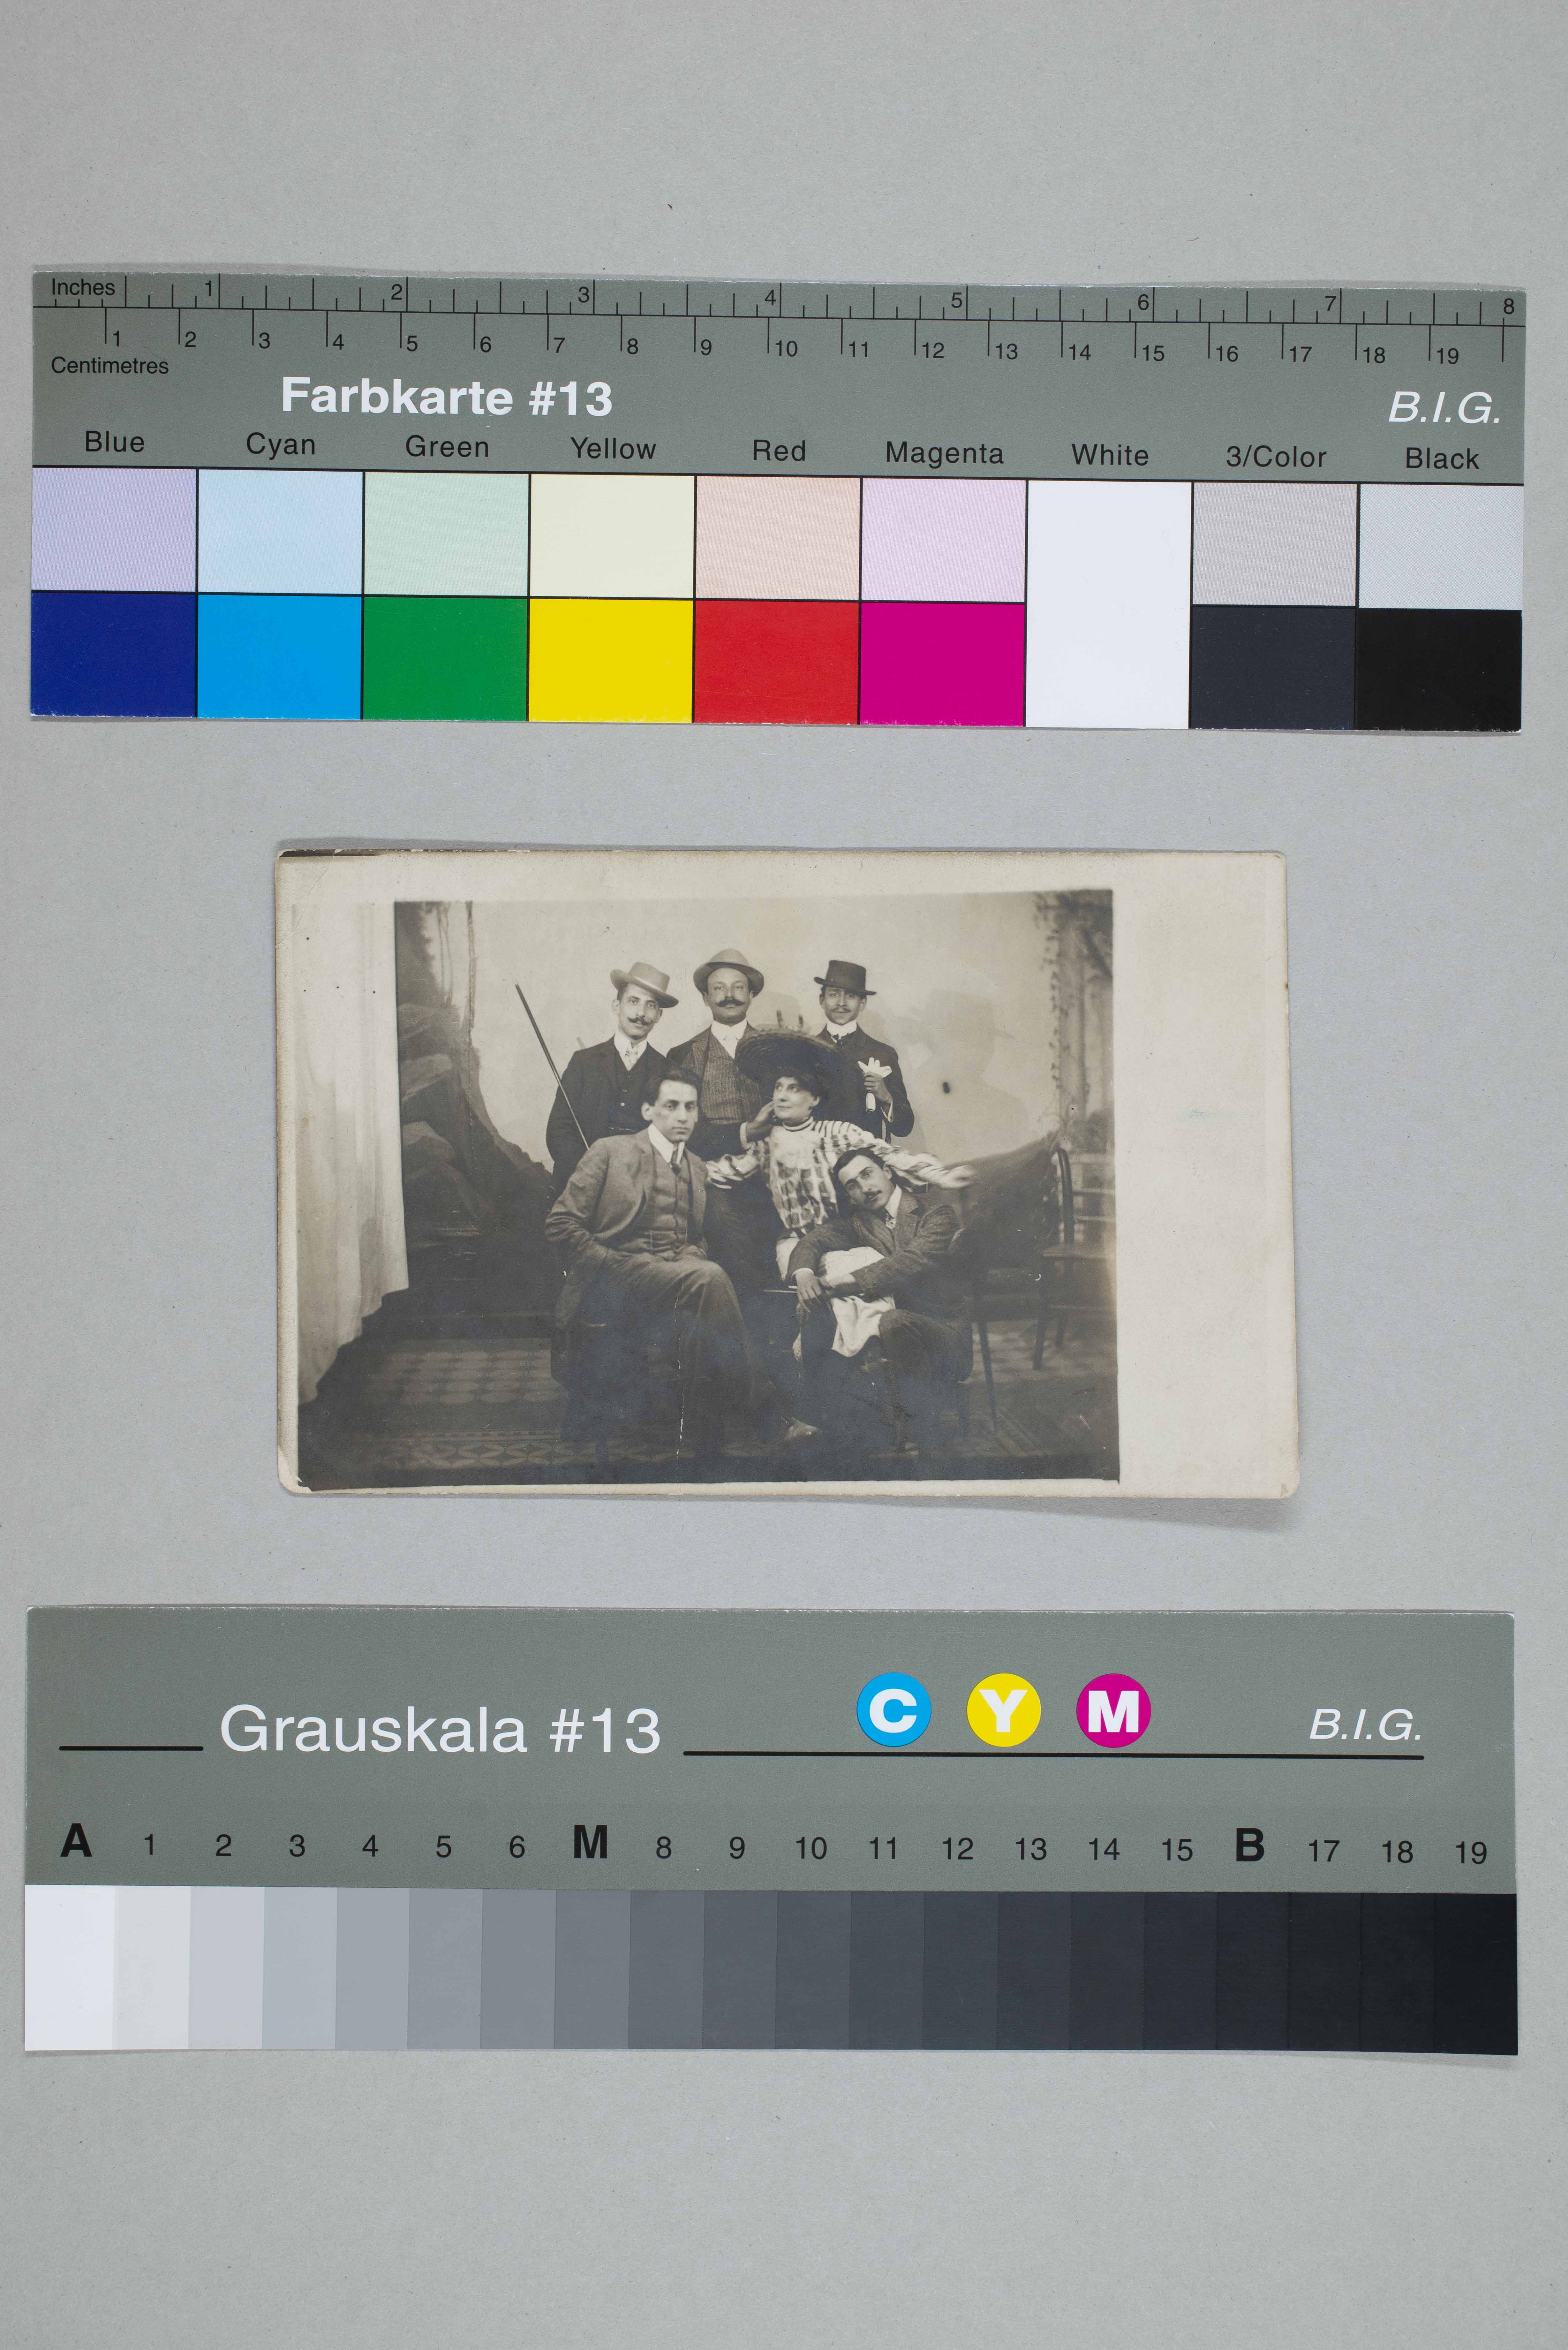 Inches 1 2 3 4 5 6 7 8
1 2 3 4 5 6 7 8 9 10 11 12 13 14 15 16 17 18 19
Centimetres
Farbkarte #13 B.I.G.
Blue Cyan Green Yellow Red Magenta White 3/Color Black
Grauskala #13 C Y M B.I.G.
A 1 2 3 4 5 6 M 8 9 10 11 12 13 14 15 B 17 18 19